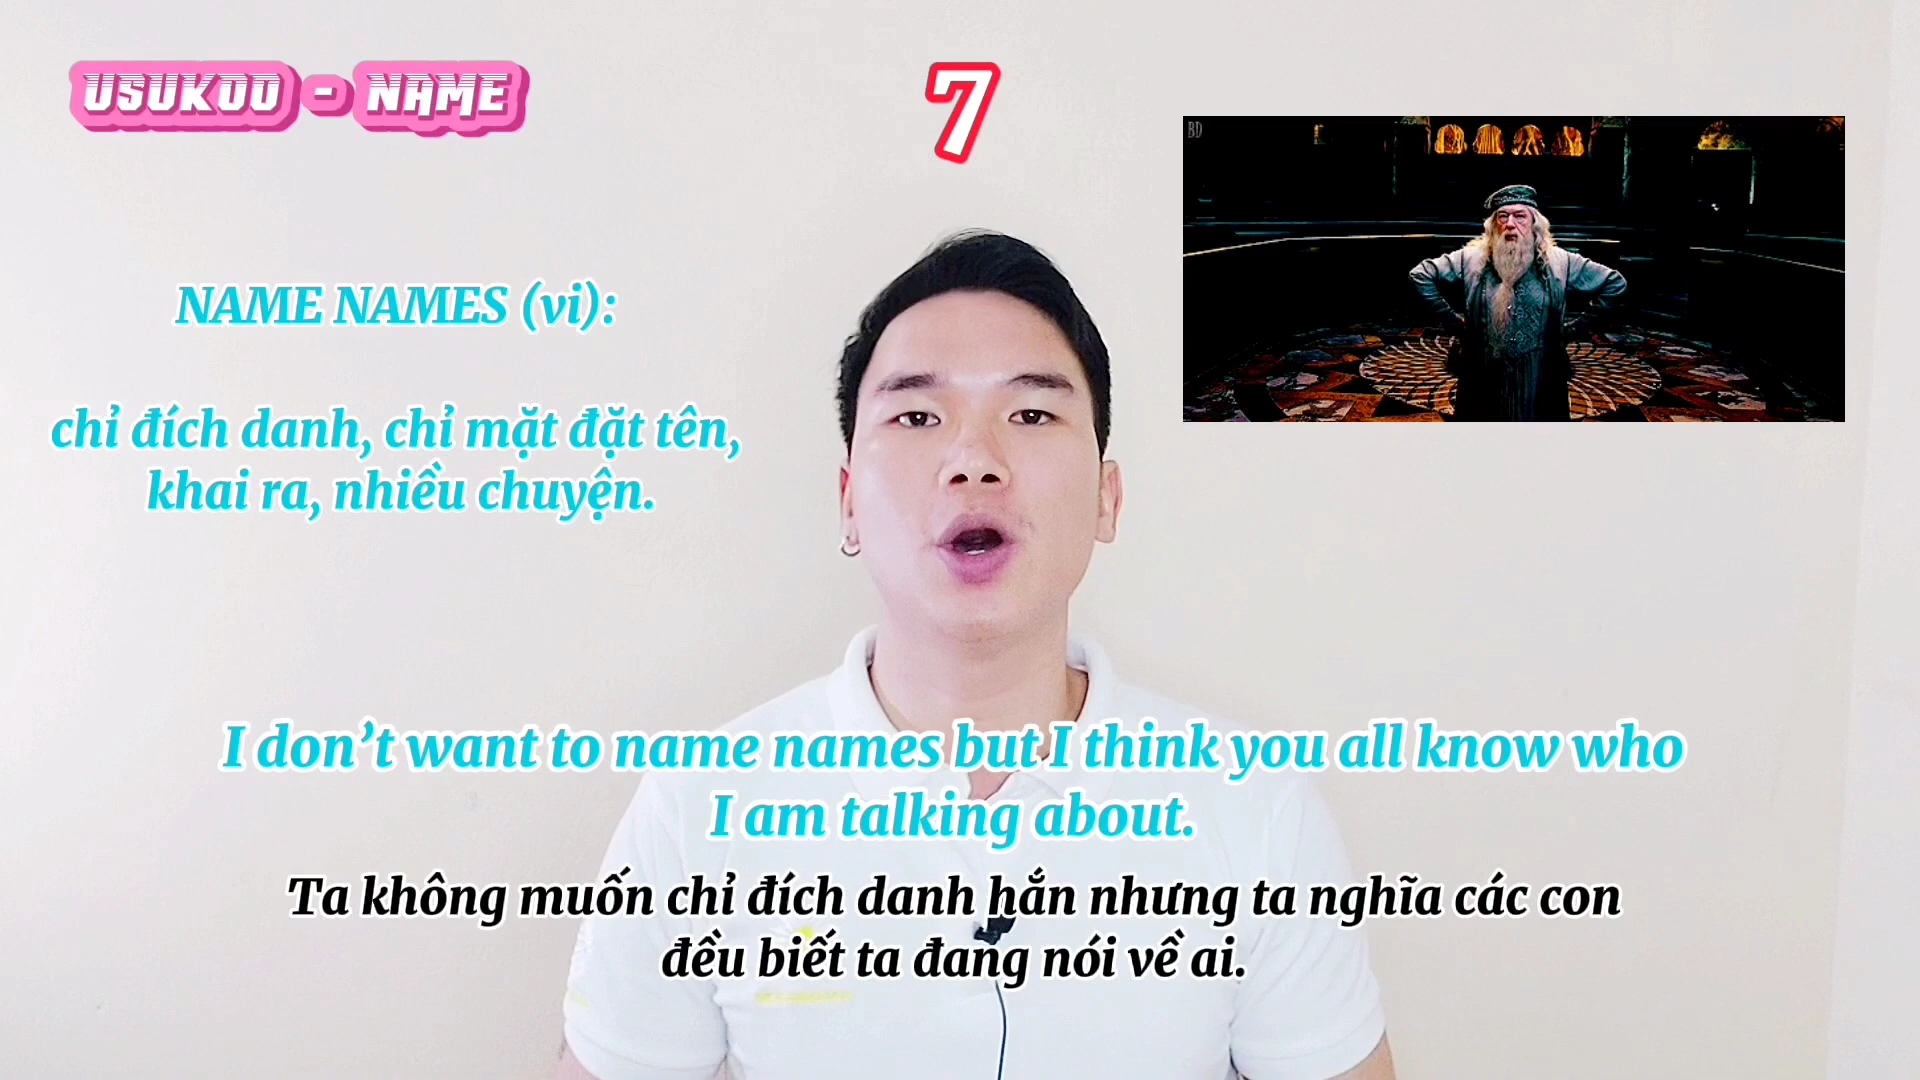 USUKOO - NAME
7
BD
NAME NAMES (vi):
chỉ đích danh, chỉ mặt đặt tên,
khai ra, nhiều chuyện.
I don't want to name names but I think you all know who
I am talking about.
Ta không muốn chỉ đích danh hắn nhưng ta nghĩa các con
đều biết ta đang nói về ai.